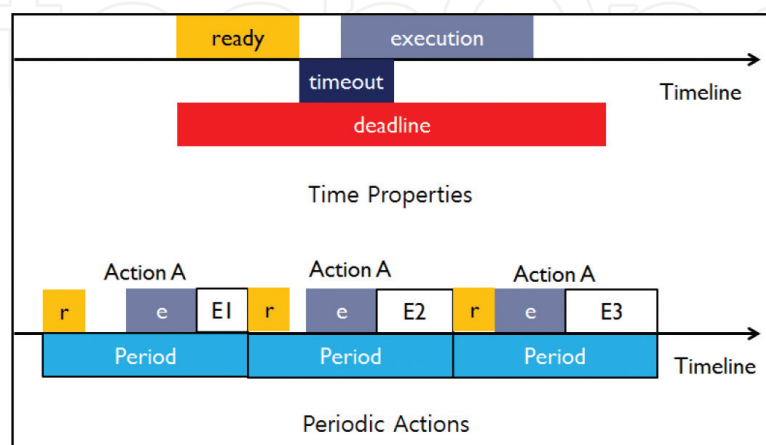 ready
execution
timeout
Timeline
deadline
Time Properties
Action A
Action A
Action A
r
e
E1
r
e
E2
r
e
E3
Period
Period
Period
Timeline
Periodic Actions